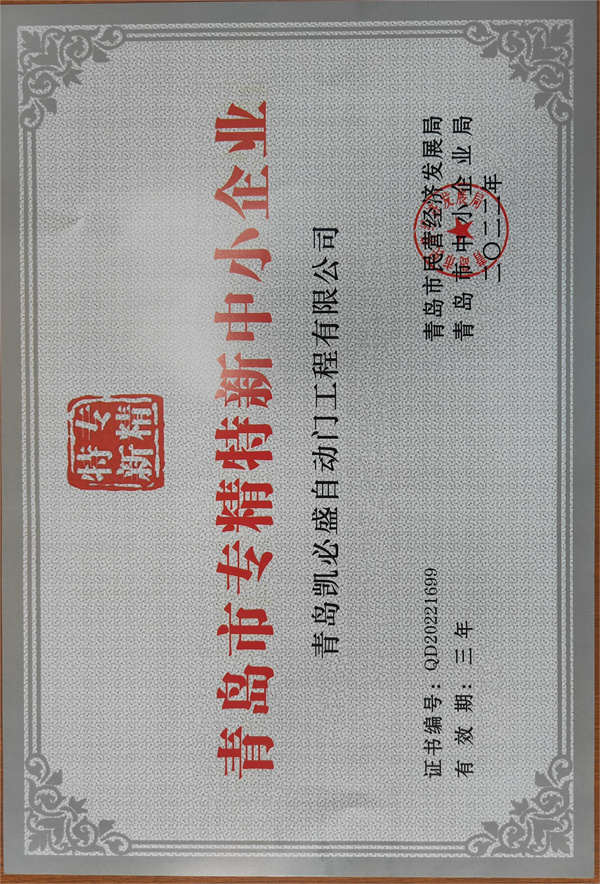 专精
特新
青岛市专精特新中小企业
青岛凯必盛自动门工程有限公司
证书编号：QD20221699
有效期：三年
青岛市民营经济发展局
青岛市中小企业局
二〇二二年